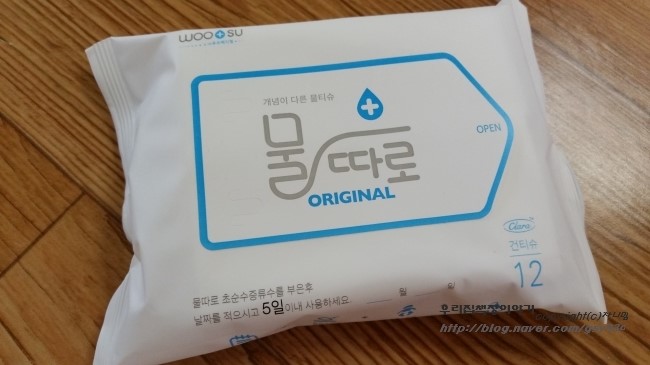 WOO+SU
개념이 다른 물티슈
물따로
ORIGINAL
OPEN
Clara
건티슈
12
물따로 초순수증류수를 부은후
월 일
날짜를 적으시고 5일이내 사용하세요
http://blog.naver.com/